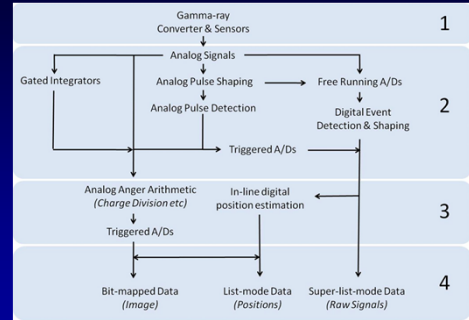 Gamma-ray
Converter & Sensors
1
Analog Signals
Gated Integrators
Analog Pulse Shaping
Free Running A/Ds
Analog Pulse Detection
2
Digital Event
Detection & Shaping
Triggered A/Ds
Analog Anger Arithmetic
(Charge Division etc)
In-line digital
position estimation
3
Triggered A/Ds
4
Bit-mapped Data
(Image)
List-mode Data
(Positions)
Super-list-mode Data
(Raw Signals)